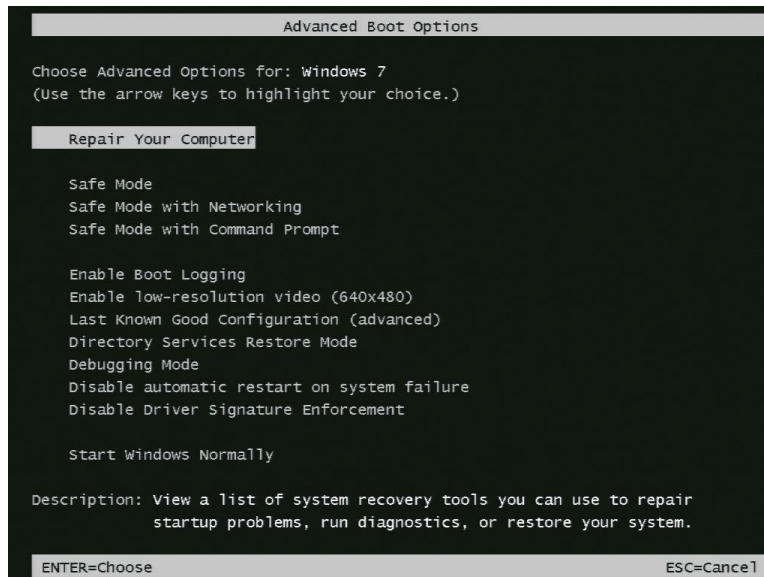 Advanced Boot Options
Choose Advanced Options for: Windows 7
(Use the arrow keys to highlight your choice.)
Repair Your Computer
Safe Mode
Safe Mode with Networking
Safe Mode with Command Prompt
Enable Boot Logging
Enable low-resolution video (640x480)
Last Known Good Configuration (advanced)
Directory Services Restore Mode
Debugging Mode
Disable automatic restart on system failure
Disable Driver Signature Enforcement
Start Windows Normally
Description: View a list of system recovery tools you can use to repair
startup problems, run diagnostics, or restore your system.
ENTER=Choose ESC=Cancel